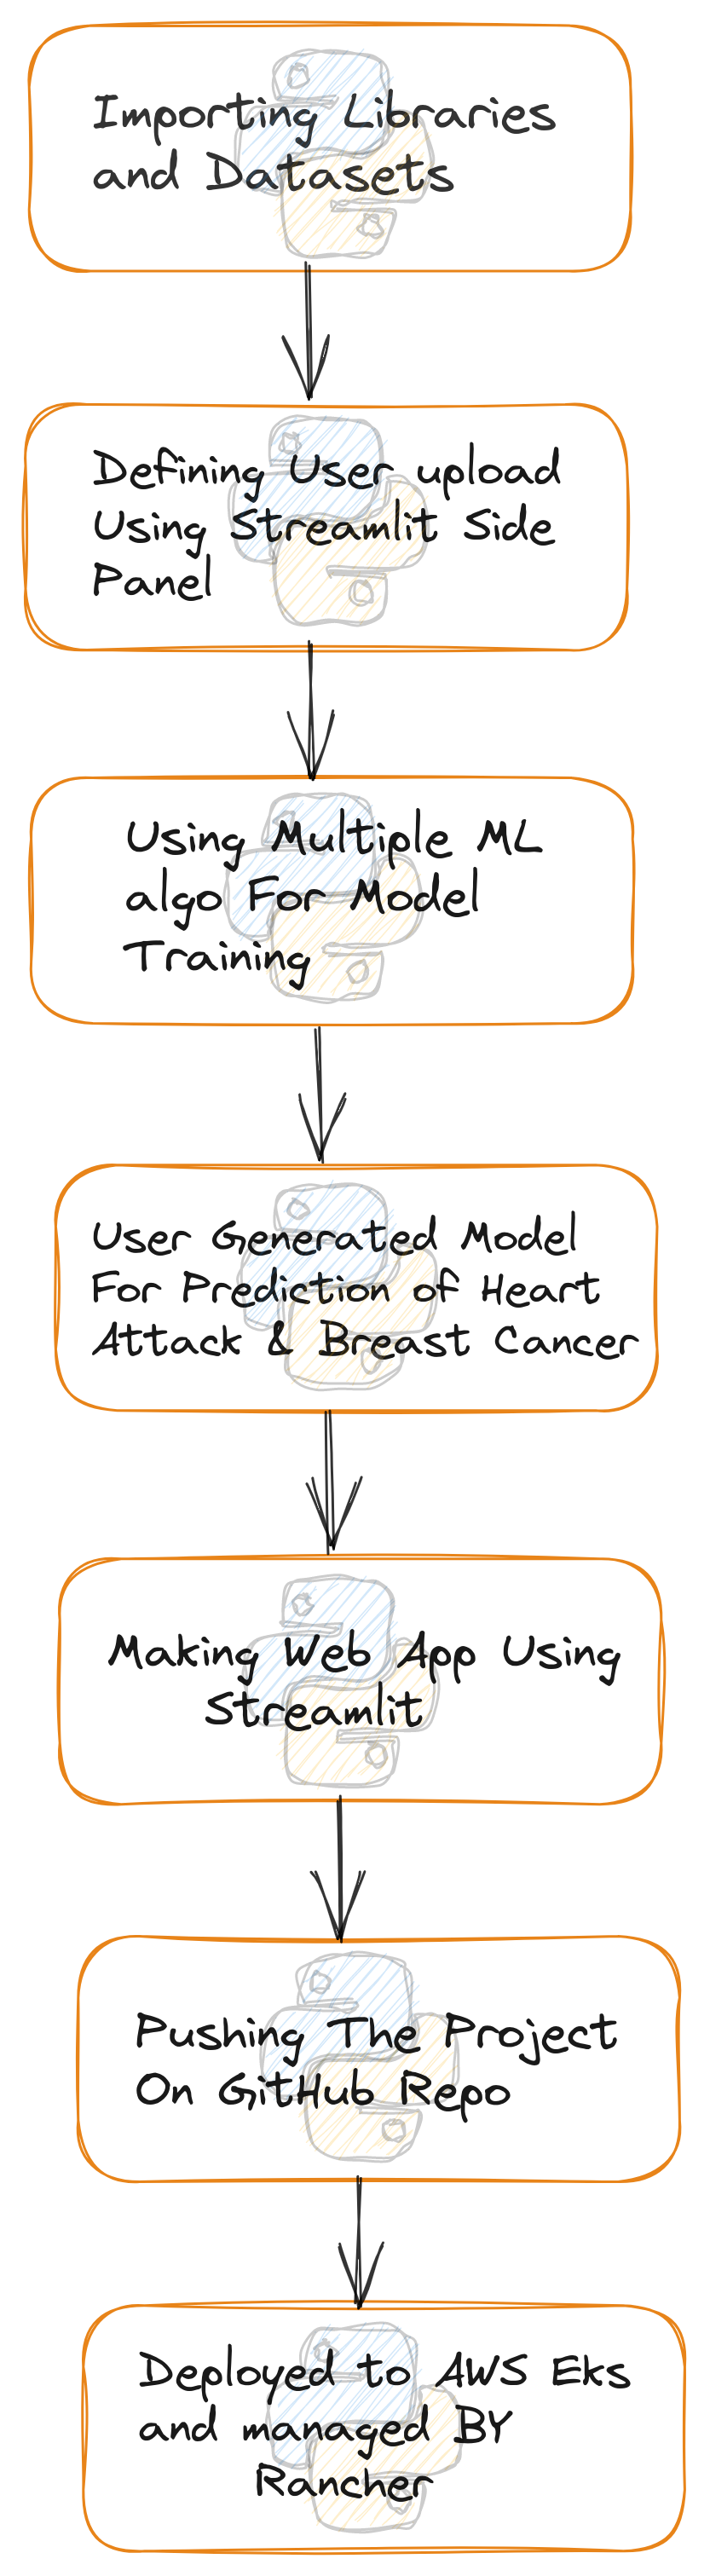 Importing Libraries
and Datasets
Defining User upload
Using Streamlit Side
Panel
Using Multiple ML
algo For Model
Training
User Generated Model
For Prediction of Heart
Attack & Breast Cancer
Making Web App Using
Streamlit
Pushing The Project
On GitHub Repo
Deployed to AWS Eks
and managed BY
Rancher